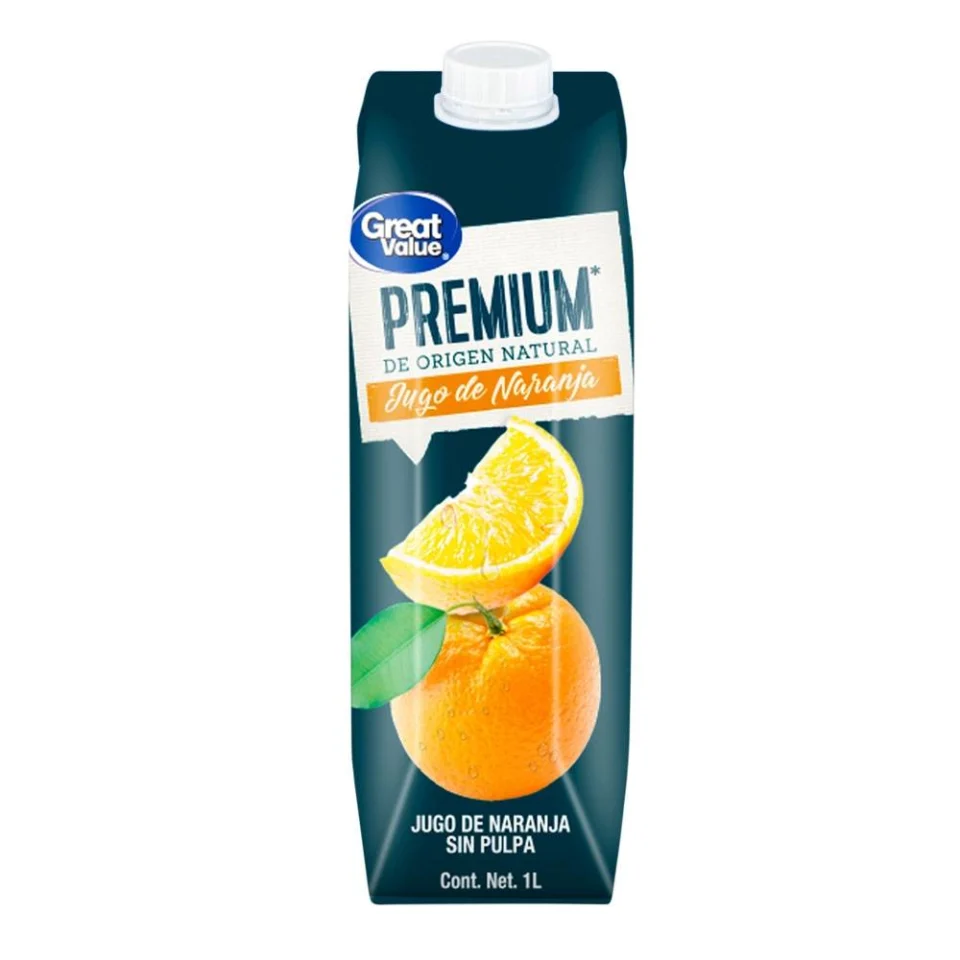 Great
Value®
PREMIUM*
DE ORIGEN NATURAL
Jugo de Naranja
JUGO DE NARANJA
SIN PULPA
Cont. Net. 1L